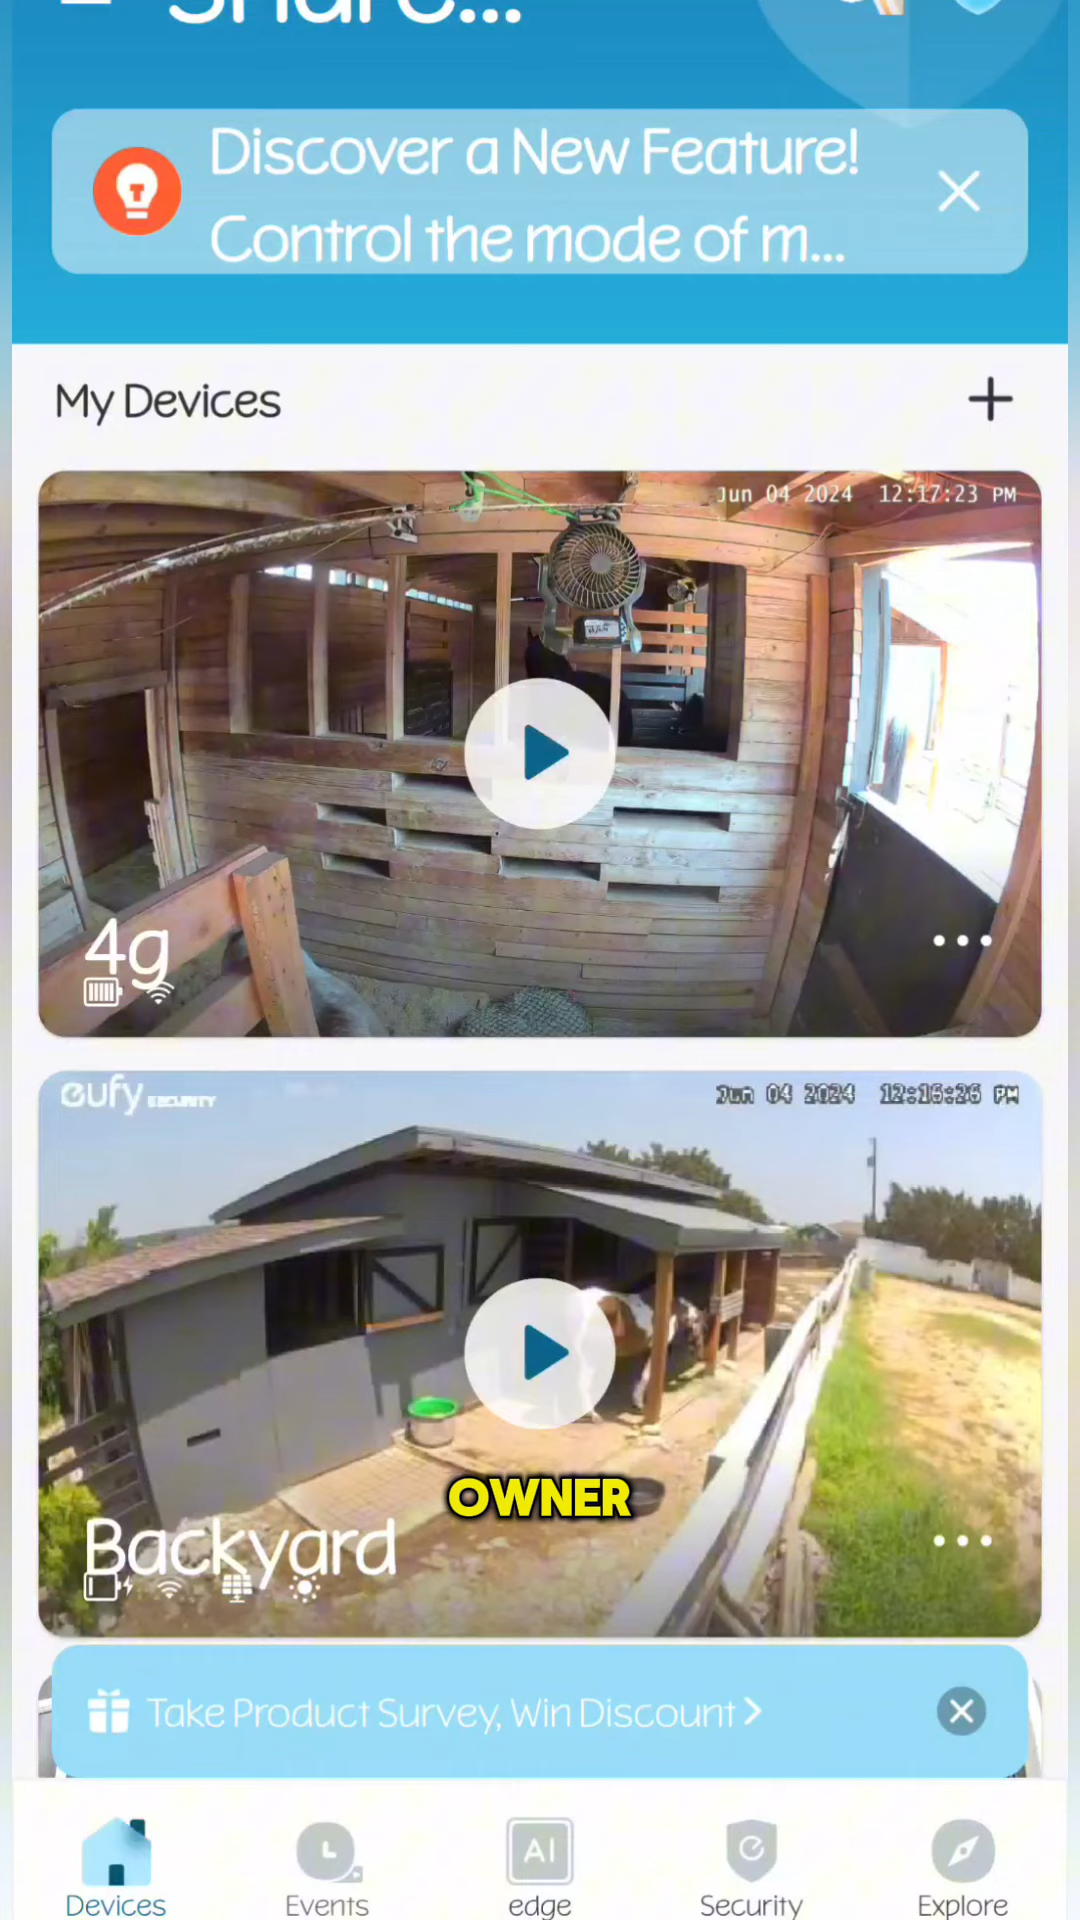 Share...
Discover a New Feature!
Control the mode of m...
My Devices
Jun 04 2024 12:17:23 PM
4g
eufy SECURITY
Jun 04 2024 12:16:26 PM
OWNER
Backyard
Take Product Survey, Win Discount >
AI
Devices
Events
edge
Security
Explore